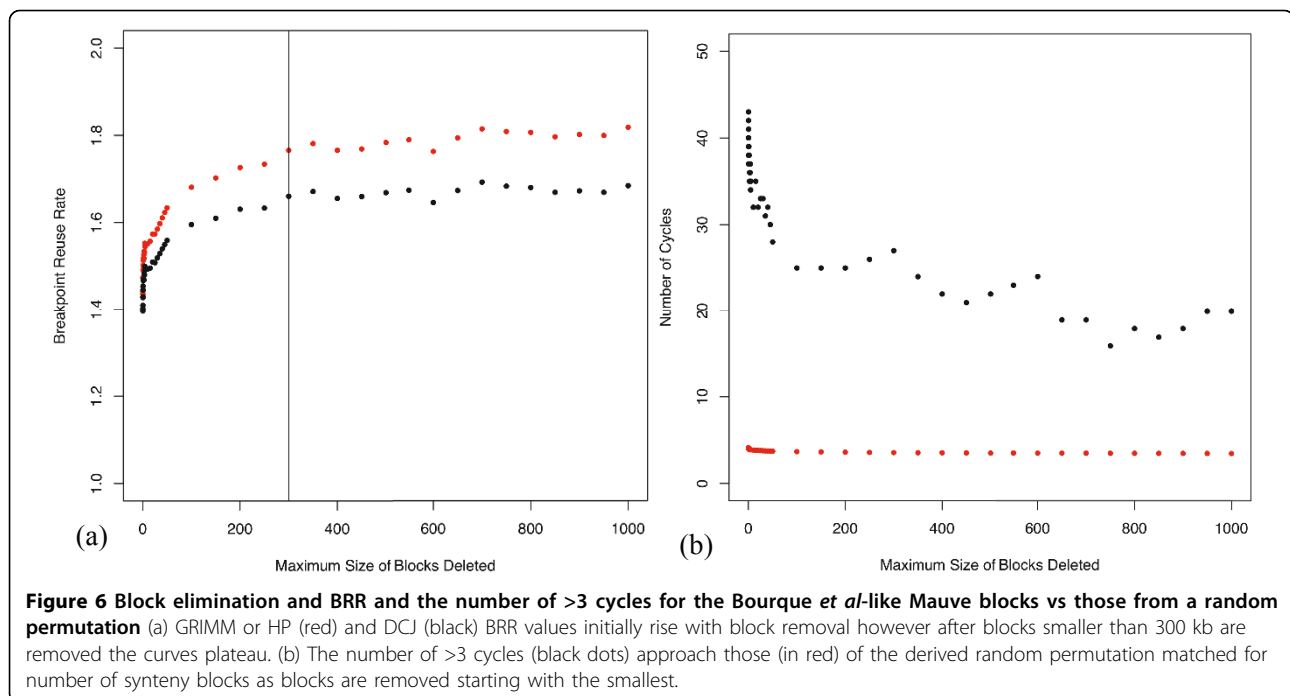 2.0
1.8
1.6
1.4
1.2
1.0
Breakpoint Reuse Rate
0
200
400
600
800
1000
(a)
Maximum Size of Blocks Deleted
50
40
30
20
10
0
Number of Cycles
0
200
400
600
800
1000
(b)
Maximum Size of Blocks Deleted
Figure 6 Block elimination and BRR and the number of >3 cycles for the Bourque et al-like Mauve blocks vs those from a random
permutation (a) GRIMM or HP (red) and DCJ (black) BRR values initially rise with block removal however after blocks smaller than 300 kb are
removed the curves plateau. (b) The number of >3 cycles (black dots) approach those (in red) of the derived random permutation matched for
number of synteny blocks as blocks are removed starting with the smallest.